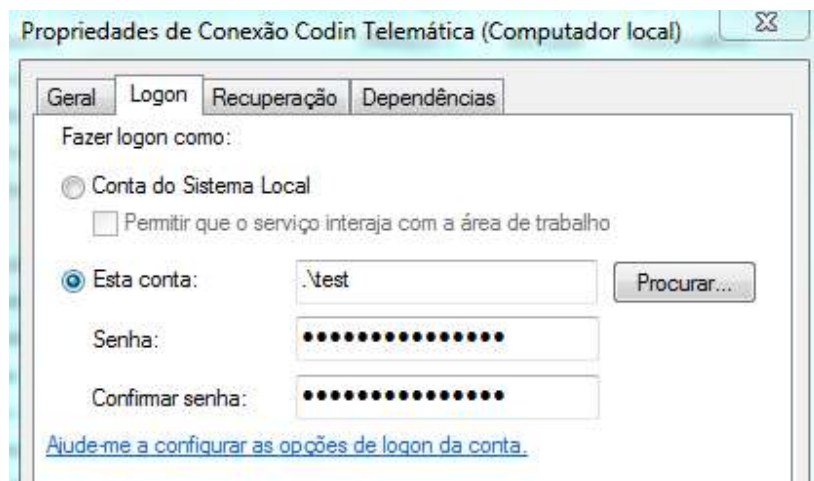 Propriedades de Conexão Codin Telemática (Computador local)
Geral Logon Recuperação Dependências
Fazer logon como:
Conta do Sistema Local
Permitir que o serviço interaja com a área de trabalho
Esta conta: .\test Procurar...
Senha: •••••••••••••••
Confirmar senha: •••••••••••••••
Ajude-me a configurar as opções de logon da conta.